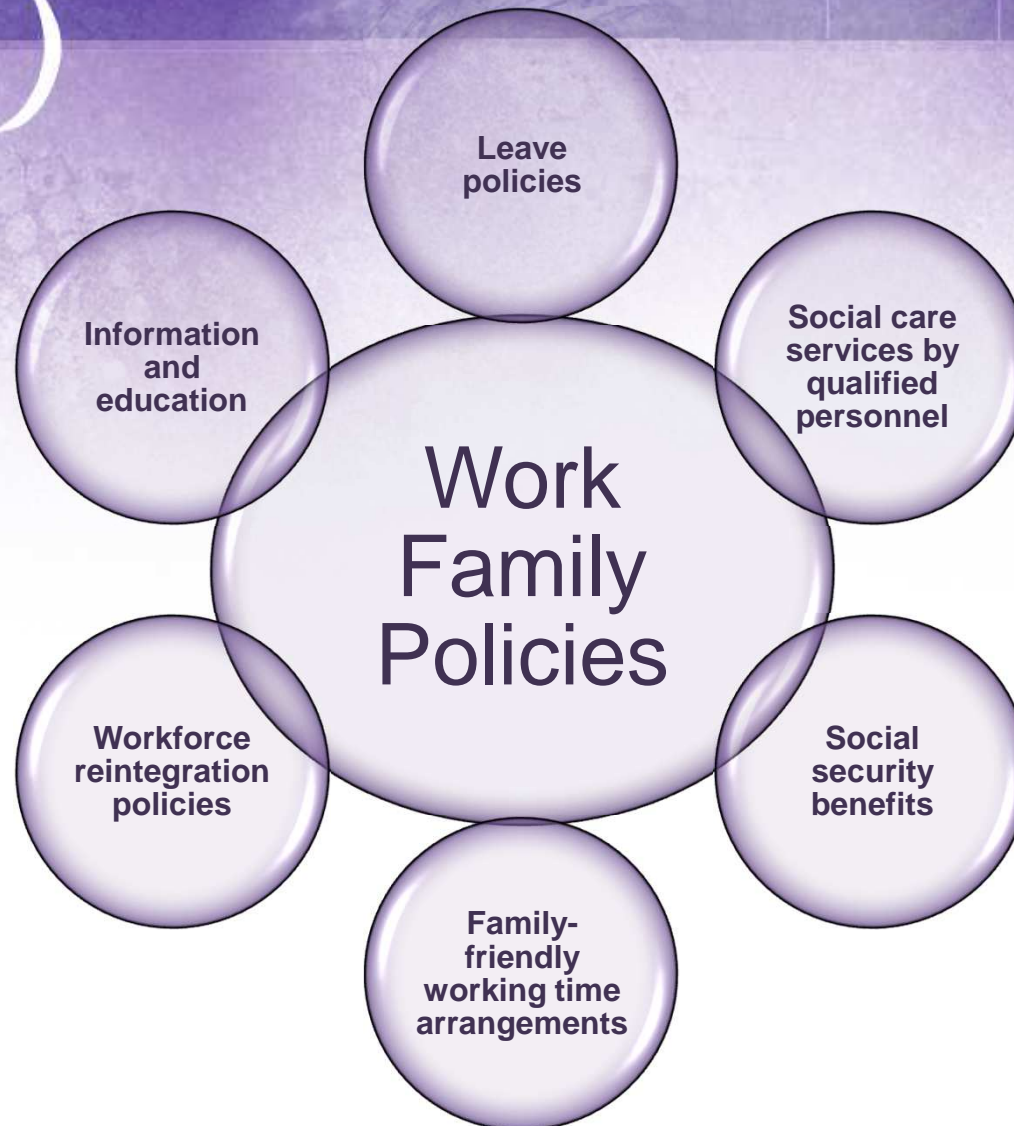 Leave
policies
Social care
services by
qualified
personnel
Social
security
benefits
Family-
friendly
working time
arrangements
Workforce
reintegration
policies
Information
and
education
Work
Family
Policies